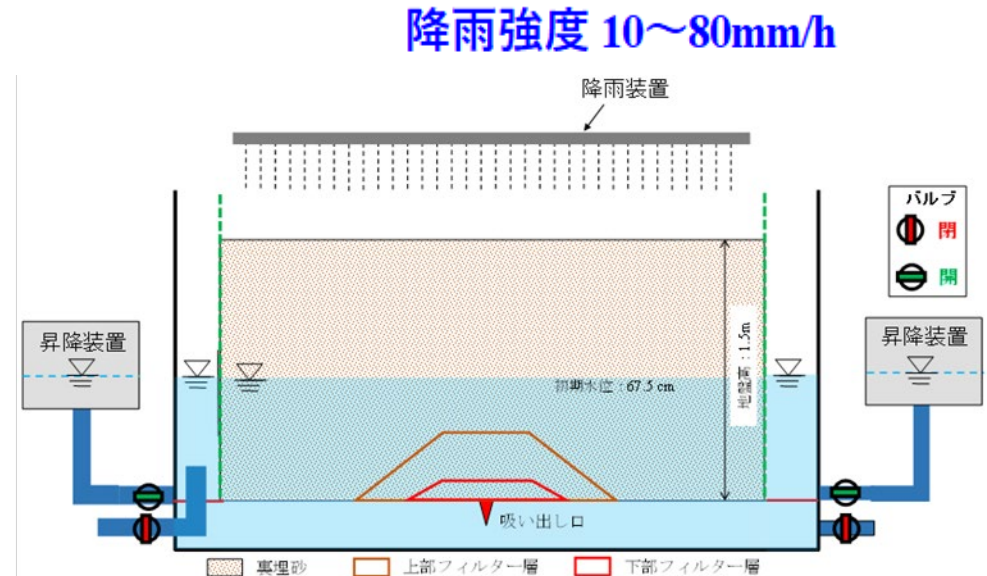 降雨強度 10～80mm/h
降雨装置
バルブ
閉
開
昇降装置
昇降装置
地盤高：1.5m
初期水位：67.5 cm
吸い出し口
裏埋砂
上部フィルター層
下部フィルター層